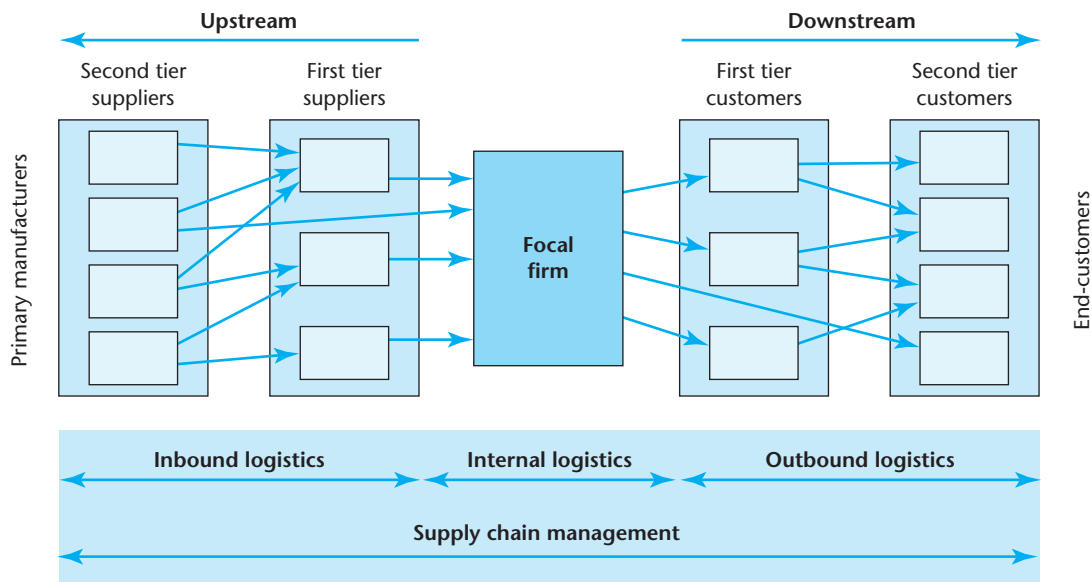 Upstream
Downstream
Second tier
suppliers
First tier
suppliers
First tier
customers
Second tier
customers
Primary manufacturers
Focal
firm
End-customers
Inbound logistics
Internal logistics
Outbound logistics
Supply chain management